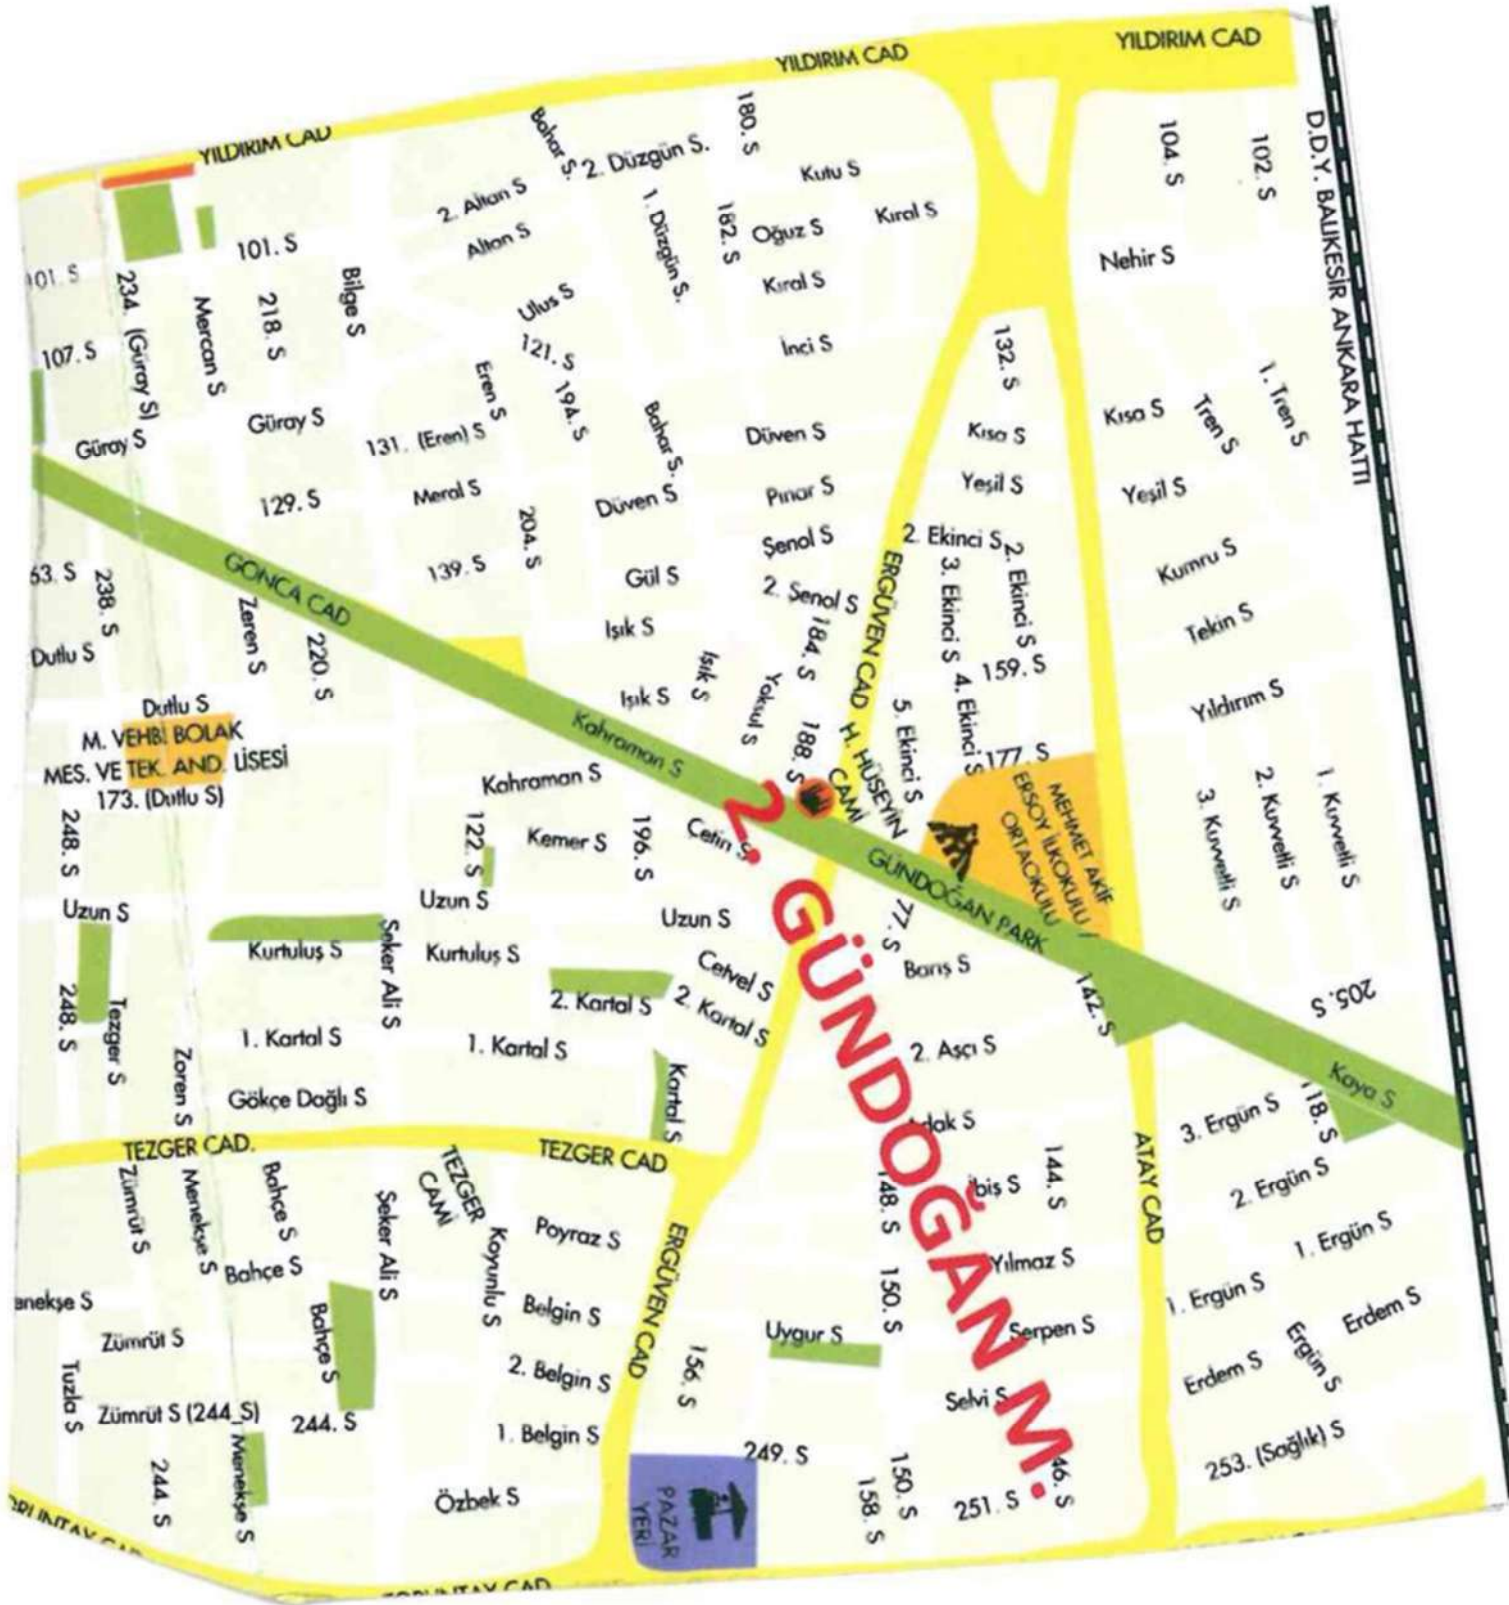 YILDIRIM CAD
YILDIRIM CAD
YILDIRIM CAD
D.D.Y. BALIKESİR ANKARA HATTI
Bahar S.
2. Düzgün S.
180. S
104. S
102. S
2. Altan S
Altan S
1. Düzgün S.
182. S
Kutu S
Oğuz S
Kıral S
Kıral S
Nehir S
101. S
101. S
234. (Güray S)
Mercan S
218. S
Bilge S
Ulus S
121. S
İnci S
132. S
107. S
Eren S
194. S
Bahar S.
Güray S
Güray S
131. (Eren) S
Düven S
Kısa S
Kısa S
Tren S
1. Tren S
129. S
Meral S
204. S
Düven S
Pınar S
Yeşil S
Yeşil S
Şenol S
2. Ekinci S
2. Ekinci S
3. Ekinci S
Kumru S
63. S
238. S
GONCA CAD
139. S
Gül S
2. Şenol S
ERGÜVEN CAD
Zeren S
220. S
Işık S
184. S
4. Ekinci S
159. S
Tekin S
Dutlu S
Işık S
Işık S
Yoksul S
5. Ekinci S
Yıldırım S
Dutlu S
M. VEHBİ BOLAK
MES. VE TEK. AND. LİSESİ
173. (Dutlu S)
Kahraman S
Kahraman S
188. S
H. HÜSEYİN
CAMİ
177. S
MEHMET AKİF
ERSOY İLKOKULU /
ORTAOKULU
3. Kuvvetli S
2. Kuvvetli S
1. Kuvvetli S
248. S
122. S
Kemer S
196. S
Çetin S
2. GÜNDOĞAN M.
GÜNDOĞAN PARK
Uzun S
Uzun S
Uzun S
77. S
Kurtuluş S
Şeker Ali S
Kurtuluş S
Cetvel S
Barış S
248. S
Tezger S
2. Kartal S
2. Kartal S
142. S
205. S
1. Kartal S
1. Kartal S
2. Aşçı S
Zoren S
Gökçe Dağlı S
Kartal S
Kaya S
118. S
3. Ergün S
TEZGER CAD.
TEZGER CAD
ATAY CAD
Zümrüt S
Menekşe S
Bahçe S
Şeker Ali S
TEZGER
CAMİ
148. S
144. S
2. Ergün S
Koyunlu S
Poyraz S
ERGÜVEN CAD
Yılmaz S
1. Ergün S
Bahçe S
enekşe S
Bahçe S
Belgin S
150. S
1. Ergün S
Zümrüt S
Uygur S
Serpen S
Erdem S
Tuzla S
2. Belgin S
156. S
Ergün S
Erdem S
Zümrüt S (244_S)
244. S
Selvi S
1. Belgin S
249. S
253. (Sağlık) S
244. S
Menekşe S
Özbek S
PAZAR
YERİ
150. S
158. S
251. S
46. S